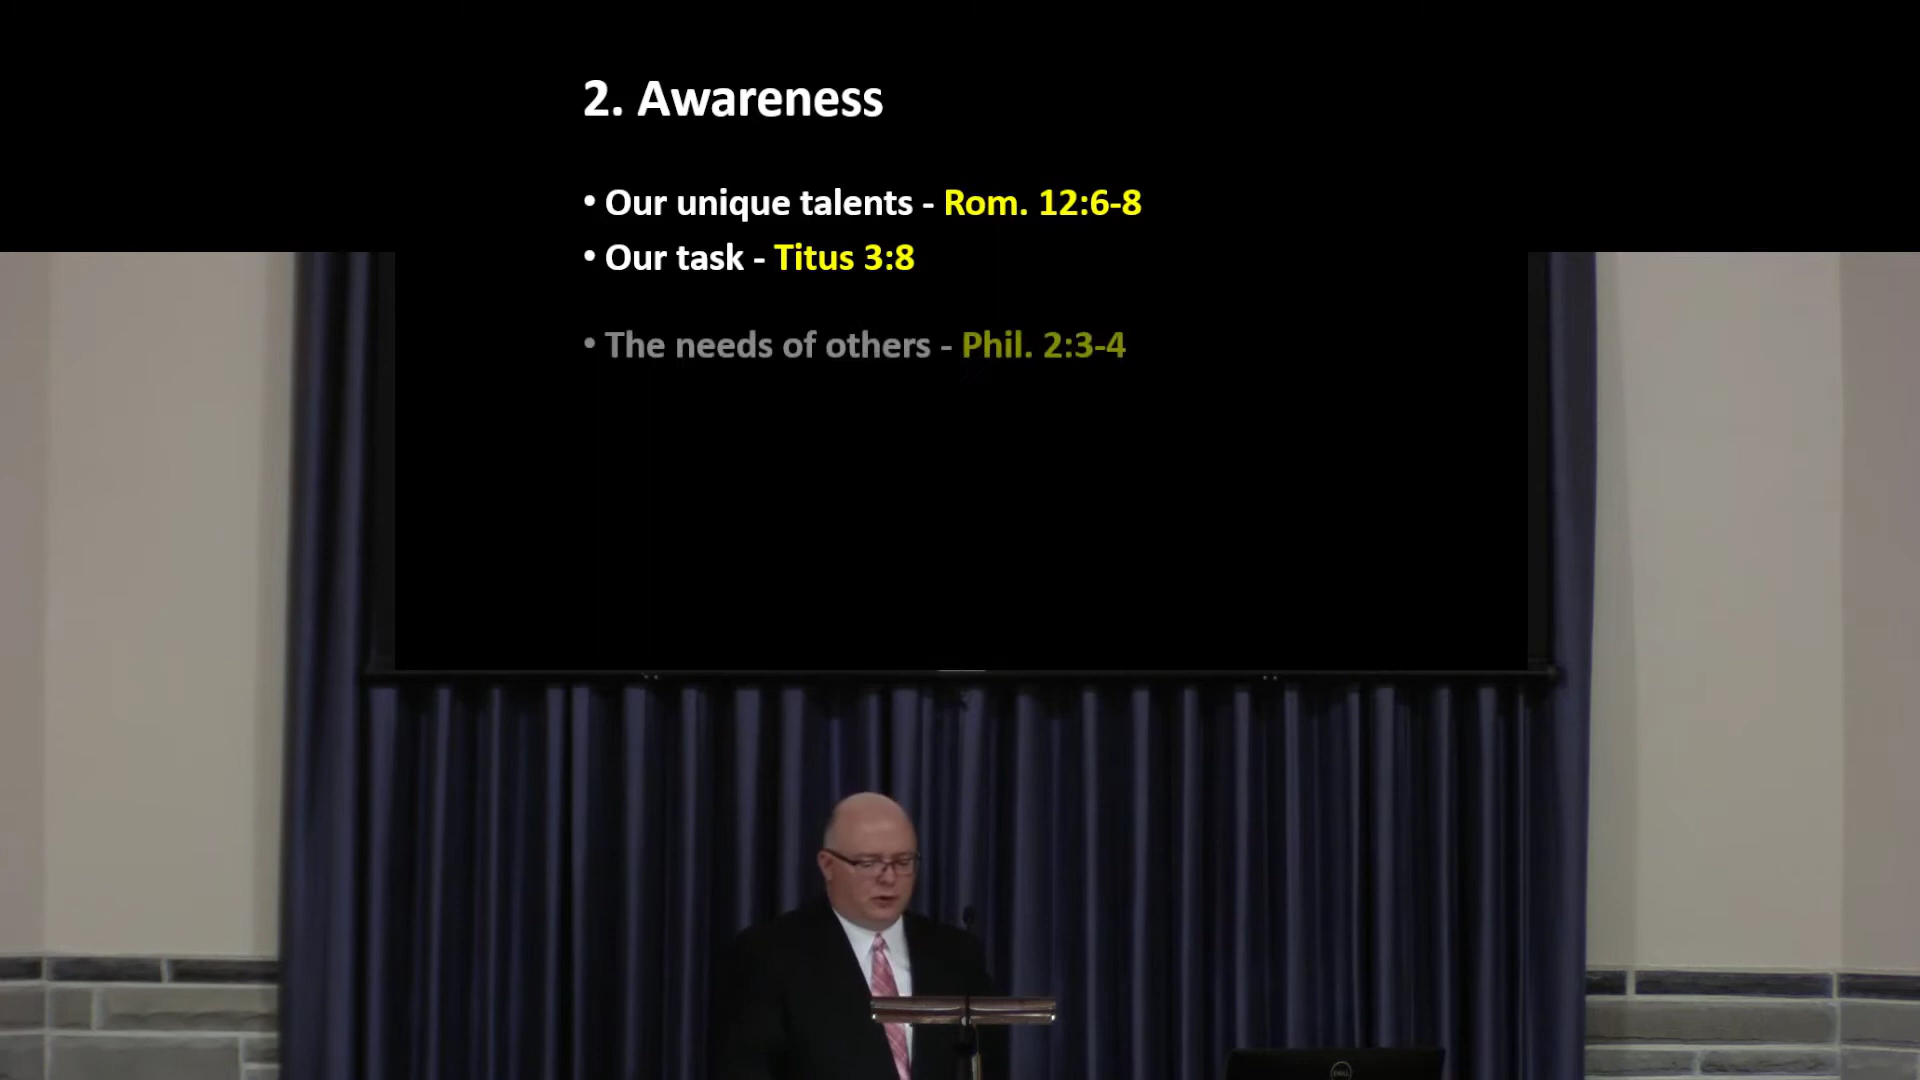 2. Awareness
• Our unique talents - Rom. 12:6-8
• Our task - Titus 3:8
• The needs of others - Phil. 2:3-4
DELL